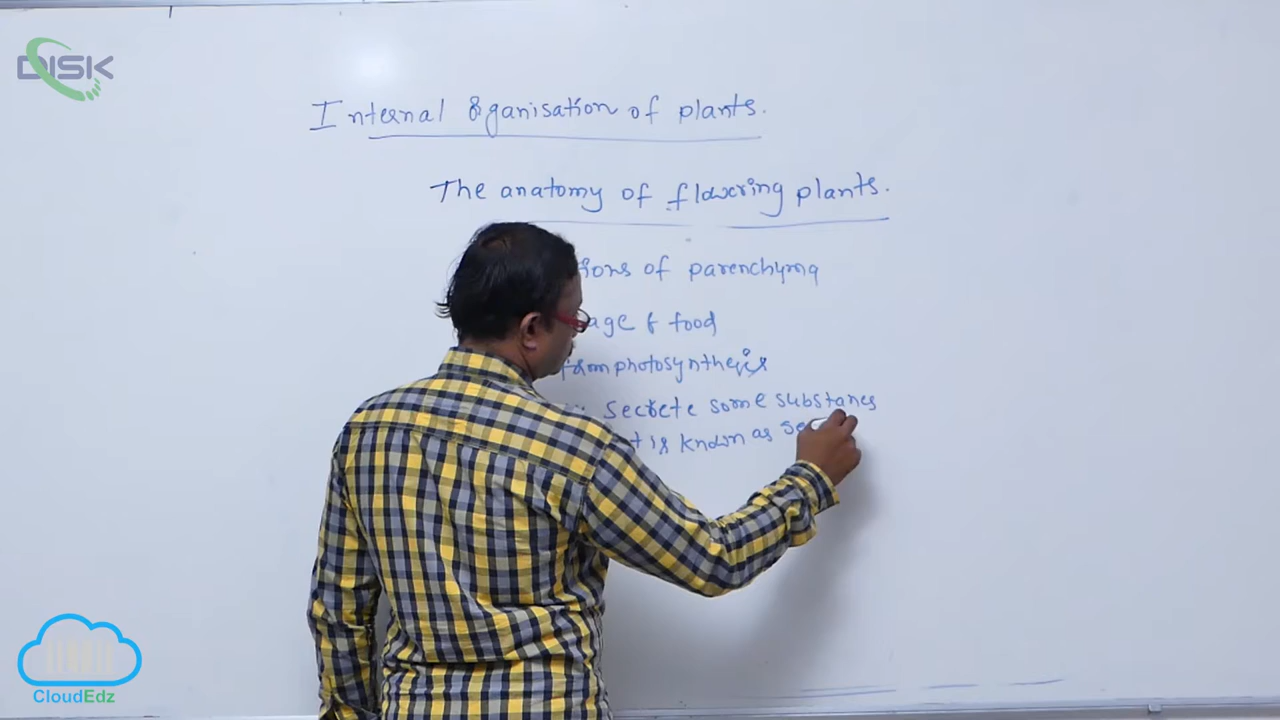 DISK
Internal Organisation of plants.
The anatomy of flowering plants.
of parenchyma
& food
photosynthesis
secrete some substanes
is known as
CloudEdz